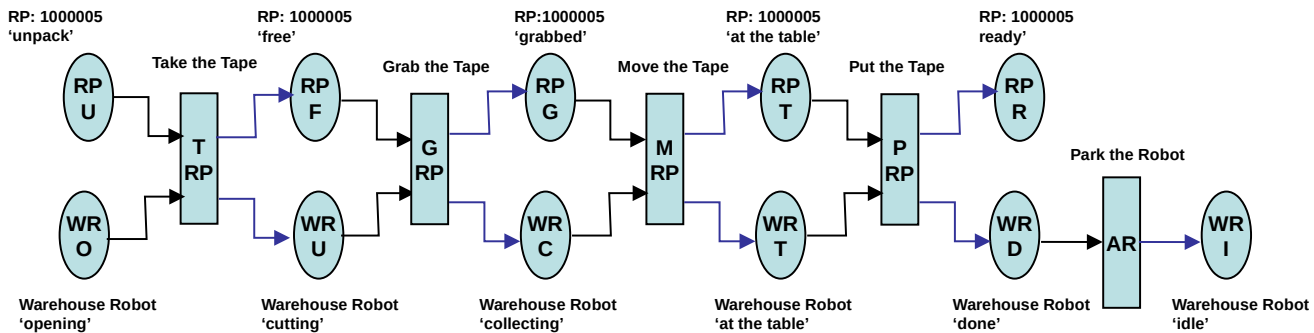 RP: 1000005
‘unpack’
RP: 1000005
‘free’
RP:1000005
‘grabbed’
RP: 1000005
‘at the table’
RP: 1000005
ready’
Take the Tape
Grab the Tape
Move the Tape
Put the Tape
RP
U
RP
F
RP
G
RP
T
RP
R
T
RP
G
RP
M
RP
P
RP
Park the Robot
WR
O
WR
U
WR
C
WR
T
WR
D
AR
WR
I
Warehouse Robot
‘opening’
Warehouse Robot
‘cutting’
Warehouse Robot
‘collecting’
Warehouse Robot
‘at the table’
Warehouse Robot
‘done’
Warehouse Robot
‘idle’